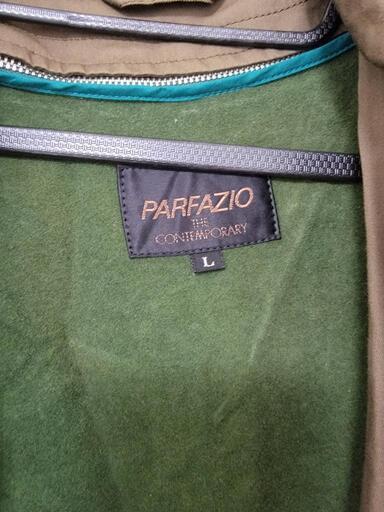 PARFAZIO
THE
CONTEMPORARY
L